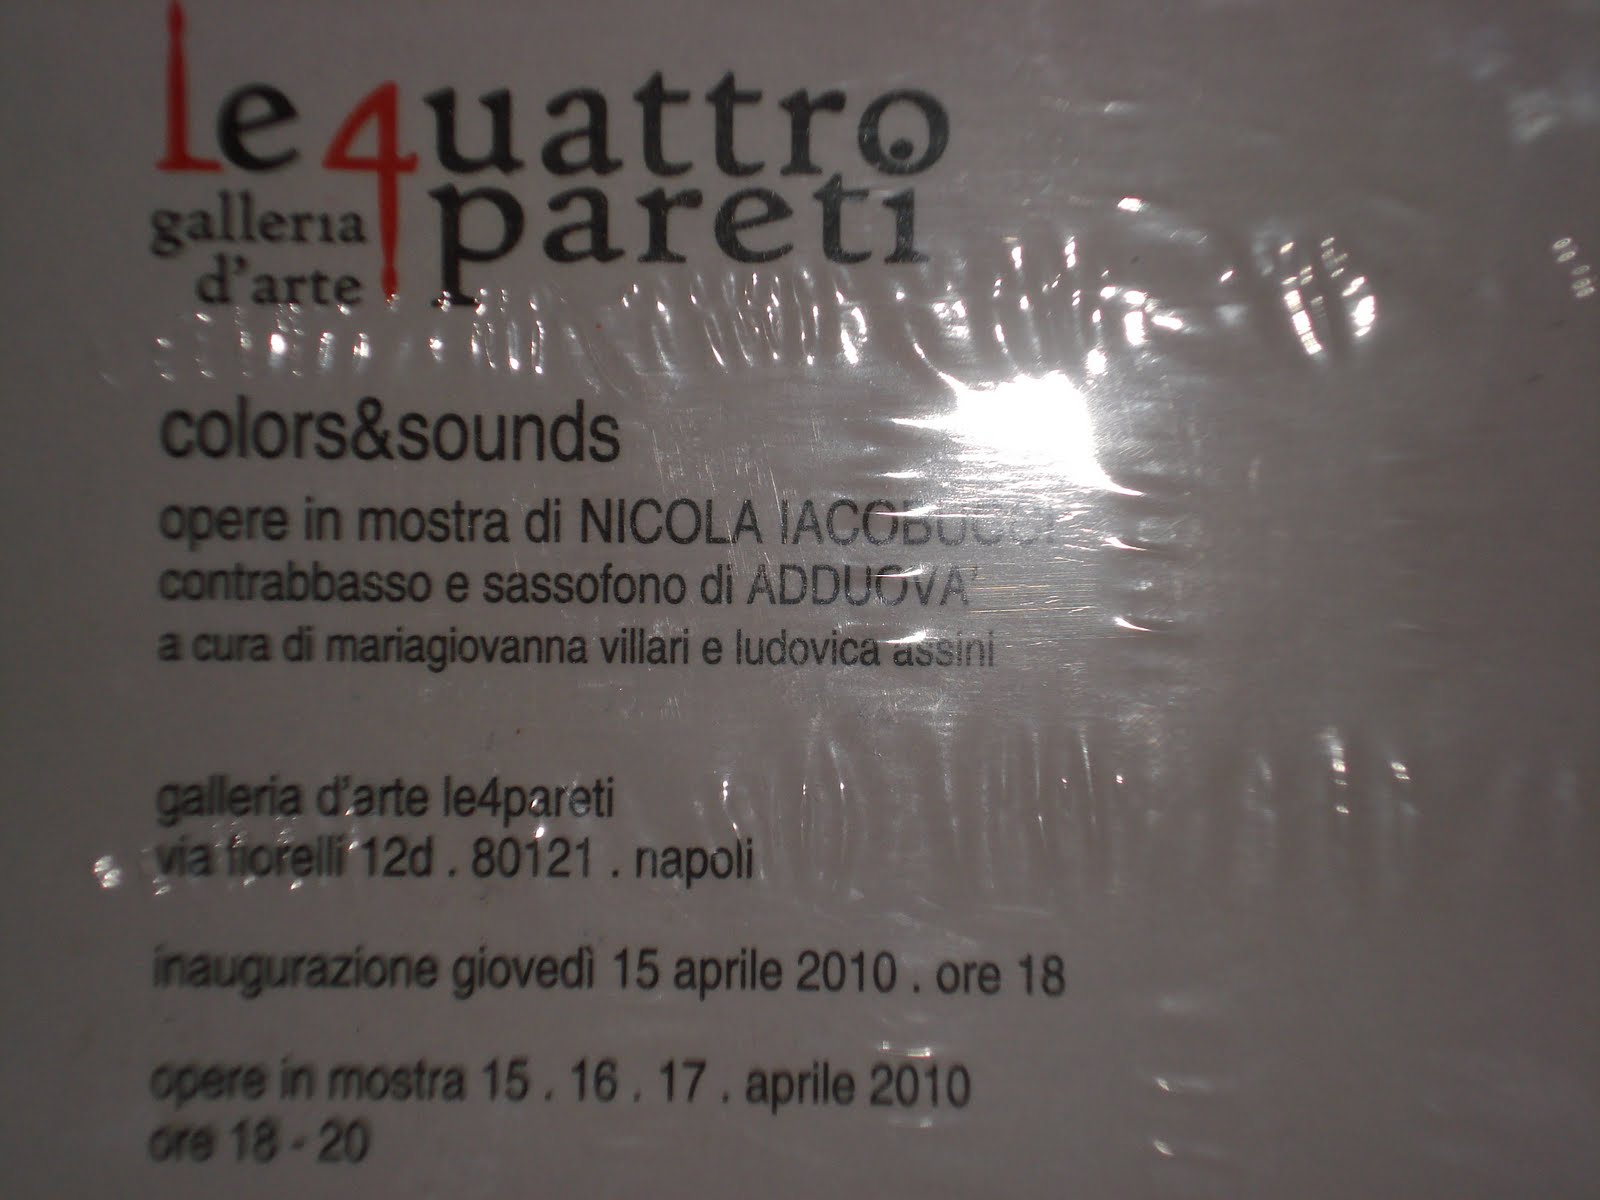 le 4uattro
galleria pareti
d'arte
colors&sounds
opere in mostra di NICOLA IACOBUCCI
contrabbasso e sassofono di ADDUOVA'
a cura di mariagiovanna villari e ludovica assini
galleria d'arte le4pareti
via fiorelli 12d . 80121 . napoli
inaugurazione giovedì 15 aprile 2010 . ore 18
opere in mostra 15 . 16 . 17 . aprile 2010
ore 18 - 20